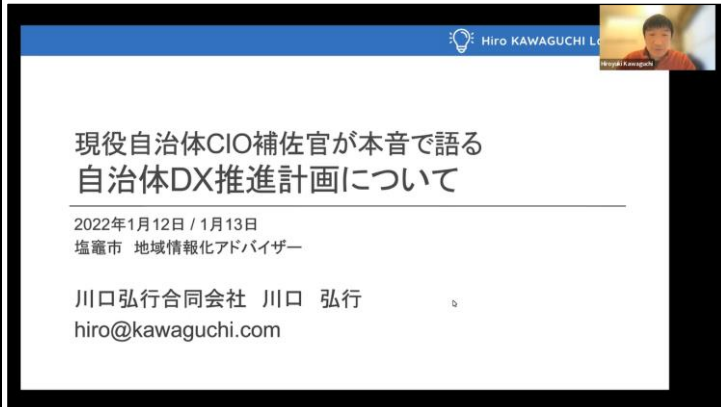 Hiro KAWAGUCHI
Hiroyuki Kawaguchi
現役自治体CIO補佐官が本音で語る
自治体DX推進計画について
2022年1月12日 / 1月13日
塩竈市 地域情報化アドバイザー
川口弘行合同会社 川口 弘行
hiro@kawaguchi.com